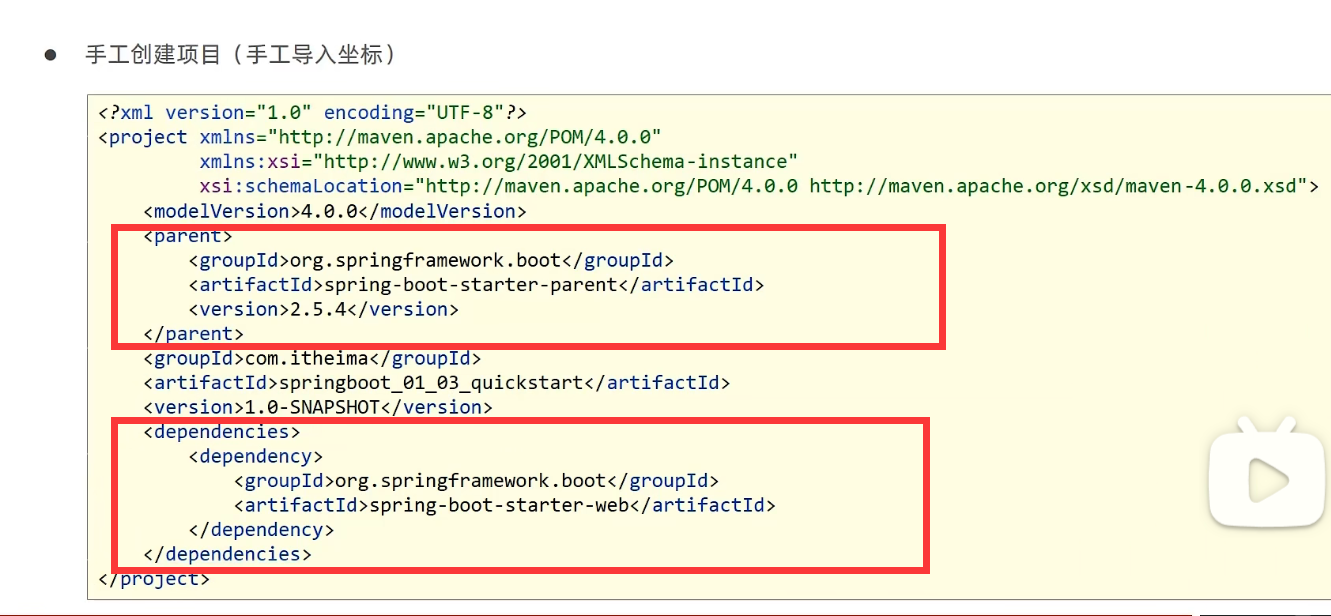 ● 手工创建项目（手工导入坐标）
<?xml version="1.0" encoding="UTF-8"?>
<project xmlns="http://maven.apache.org/POM/4.0.0"
xmlns:xsi="http://www.w3.org/2001/XMLSchema-instance"
xsi:schemaLocation="http://maven.apache.org/POM/4.0.0 http://maven.apache.org/xsd/maven-4.0.0.xsd">
<modelVersion>4.0.0</modelVersion>
<parent>
<groupId>org.springframework.boot</groupId>
<artifactId>spring-boot-starter-parent</artifactId>
<version>2.5.4</version>
</parent>
<groupId>com.itheima</groupId>
<artifactId>springboot_01_03_quickstart</artifactId>
<version>1.0-SNAPSHOT</version>
<dependencies>
<dependency>
<groupId>org.springframework.boot</groupId>
<artifactId>spring-boot-starter-web</artifactId>
</dependency>
</dependencies>
</project>